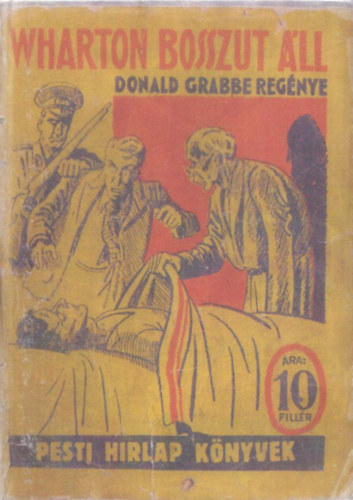 WHARTON BOSSZUT ÁLL
DONALD GRABBE REGÉNYE
ÁRA:
10
FILLÉR
PESTI HIRLAP KÖNYVEK